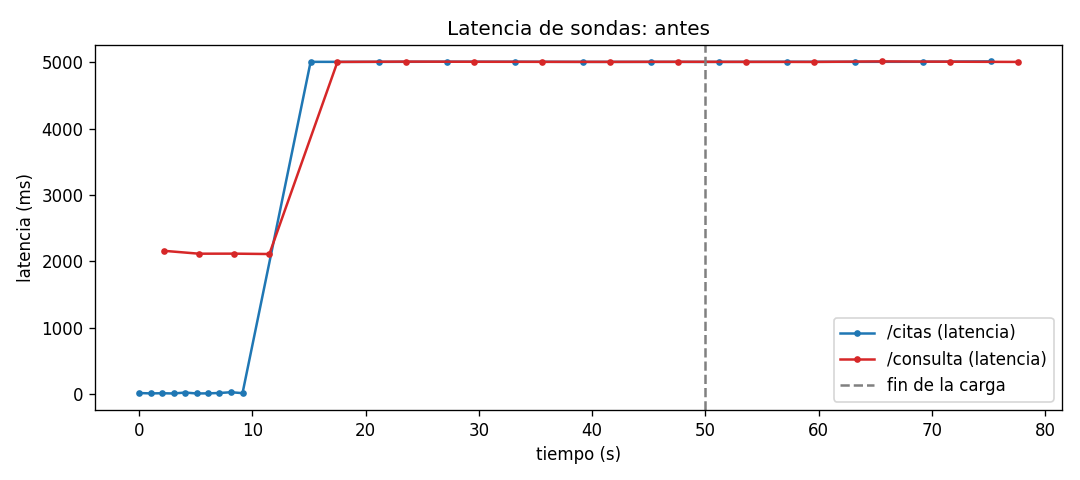 Latencia de sondas: antes
latencia (ms)
5000
4000
3000
2000
1000
0
0 10 20 30 40 50 60 70 80
tiempo (s)
/citas (latencia)
/consulta (latencia)
fin de la carga